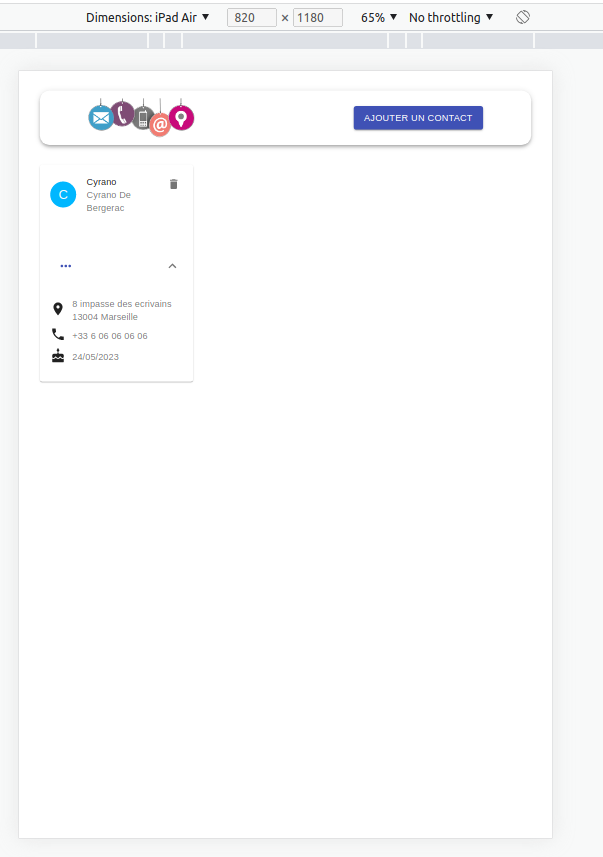 Dimensions: iPad Air ▼ 820 × 1180 65% ▼ No throttling ▼
@ AJOUTER UN CONTACT
C
Cyrano
Cyrano De
Bergerac
8 impasse des ecrivains
13004 Marseille
+33 6 06 06 06 06
24/05/2023